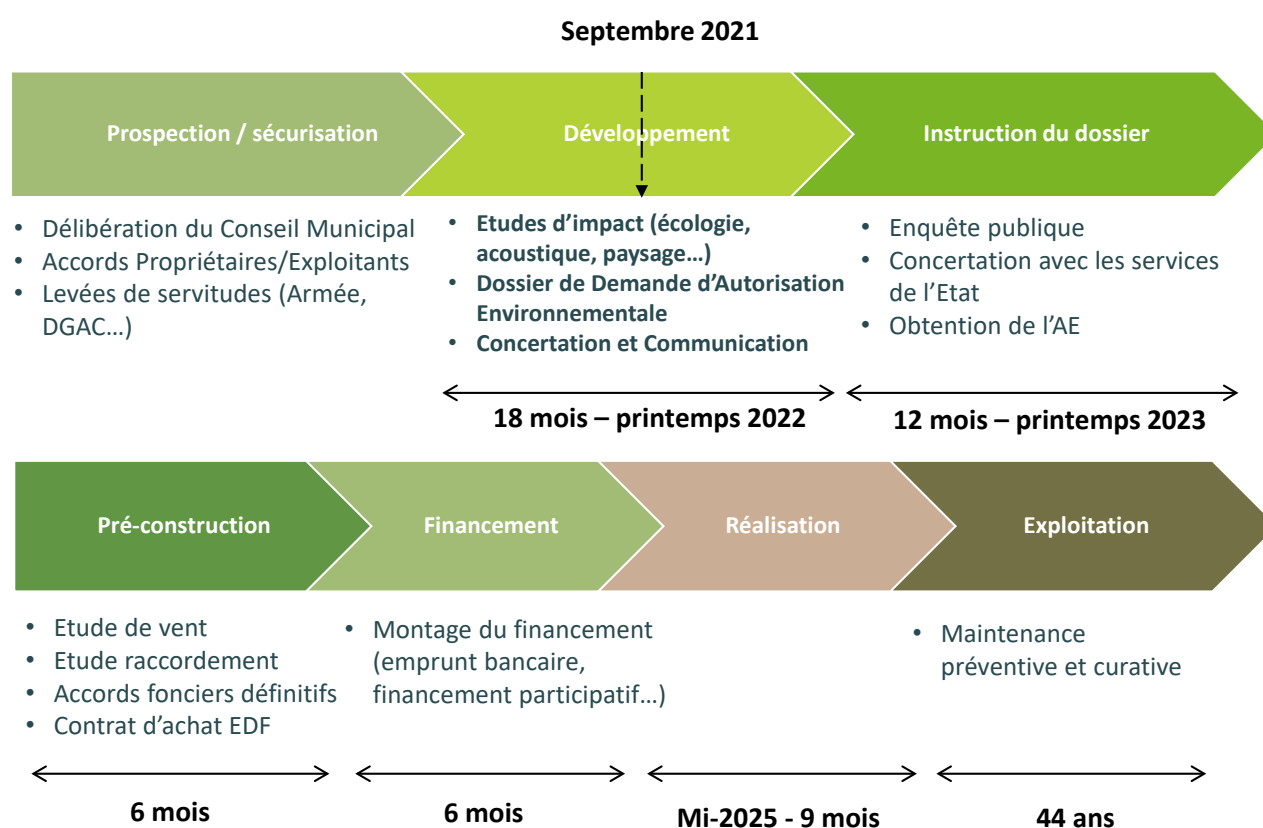 Septembre 2021
Prospection / sécurisation
Développement
Instruction du dossier
• Délibération du Conseil Municipal
• Accords Propriétaires/Exploitants
• Levées de servitudes (Armée,
DGAC…)
• Etudes d’impact (écologie,
acoustique, paysage…)
• Dossier de Demande d’Autorisation
Environnementale
• Concertation et Communication
• Enquête publique
• Concertation avec les services
de l’Etat
• Obtention de l’AE
18 mois – printemps 2022
12 mois – printemps 2023
Pré-construction
Financement
Réalisation
Exploitation
• Etude de vent
• Etude raccordement
• Accords fonciers définitifs
• Contrat d’achat EDF
• Montage du financement
(emprunt bancaire,
financement participatif…)
• Maintenance
préventive et curative
6 mois
6 mois
Mi-2025 - 9 mois
44 ans